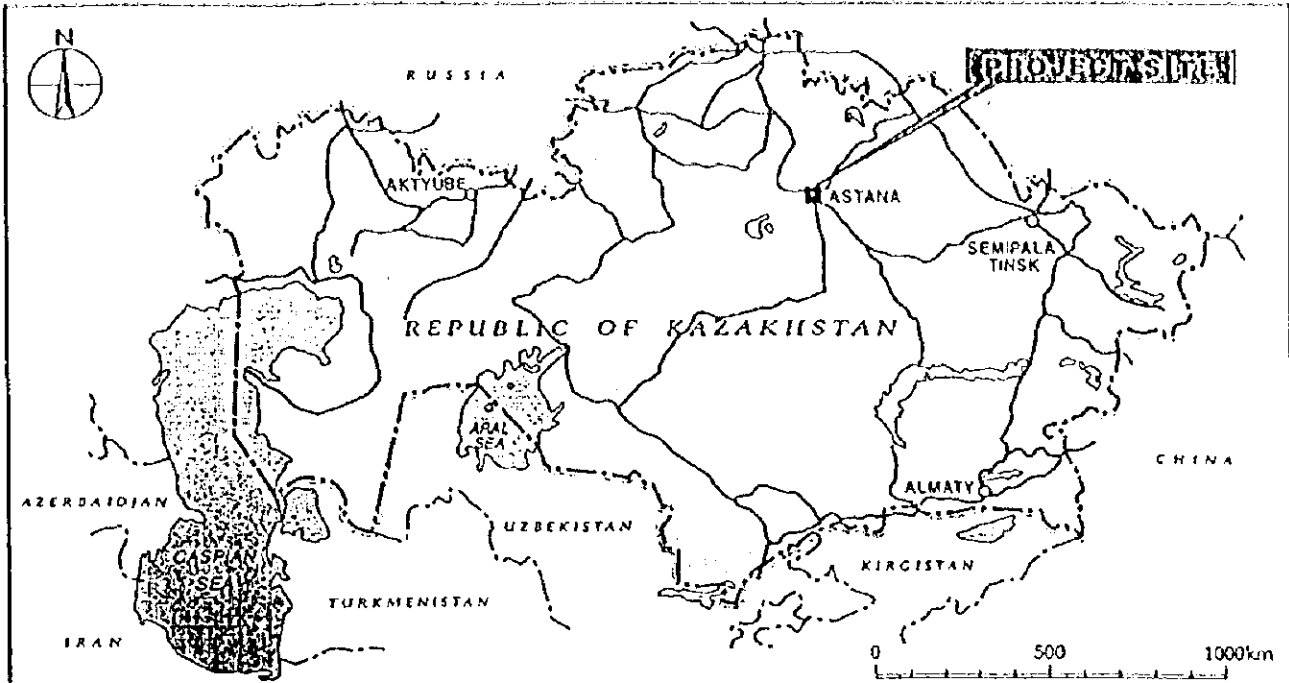 N
RUSSIA
PROJECT SITE
AKTYUBE
ASTANA
SEMIPALA
TINSK
REPUBLIC OF KAZAKHSTAN
ARAL
SEA
CHINA
ALMATY
AZERBAIDJAN
UZBEKISTAN
CASPIAN
SEA
KIRGISTAN
TURKMENISTAN
IRAN
0 500 1000km